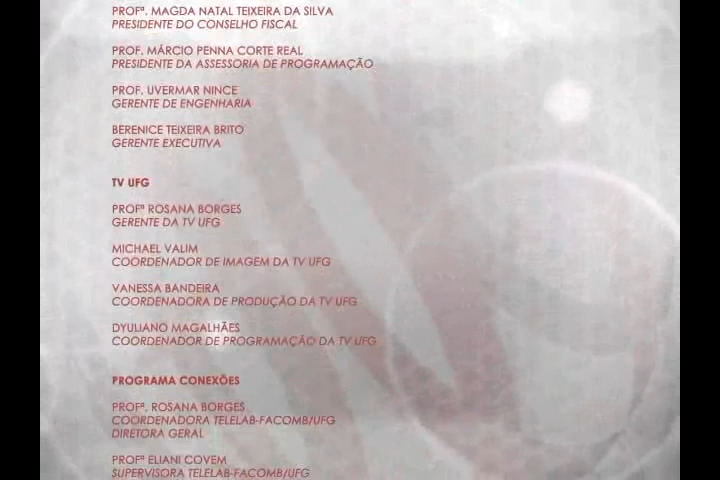 PROFª. MAGDA NATAL TEIXEIRA DA SILVA
PRESIDENTE DO CONSELHO FISCAL
PROF. MÁRCIO PENNA CORTE REAL
PRESIDENTE DA ASSESSORIA DE PROGRAMAÇÃO
PROF. UVERMAR NINCE
GERENTE DE ENGENHARIA
BERENICE TEIXEIRA BRITO
GERENTE EXECUTIVA
TV UFG
PROFª ROSANA BORGES
GERENTE DA TV UFG
MICHAEL VALIM
COORDENADOR DE IMAGEM DA TV UFG
VANESSA BANDEIRA
COORDENADORA DE PRODUÇÃO DA TV UFG
DYULIANO MAGALHÃES
COORDENADOR DE PROGRAMAÇÃO DA TV UFG
PROGRAMA CONEXÕES
PROFª. ROSANA BORGES
COORDENADORA TELELAB-FACOMB/UFG
DIRETORA GERAL
PROFª ELIANI COVEM
SUPERVISORA TELELAB-FACOMB/UFG